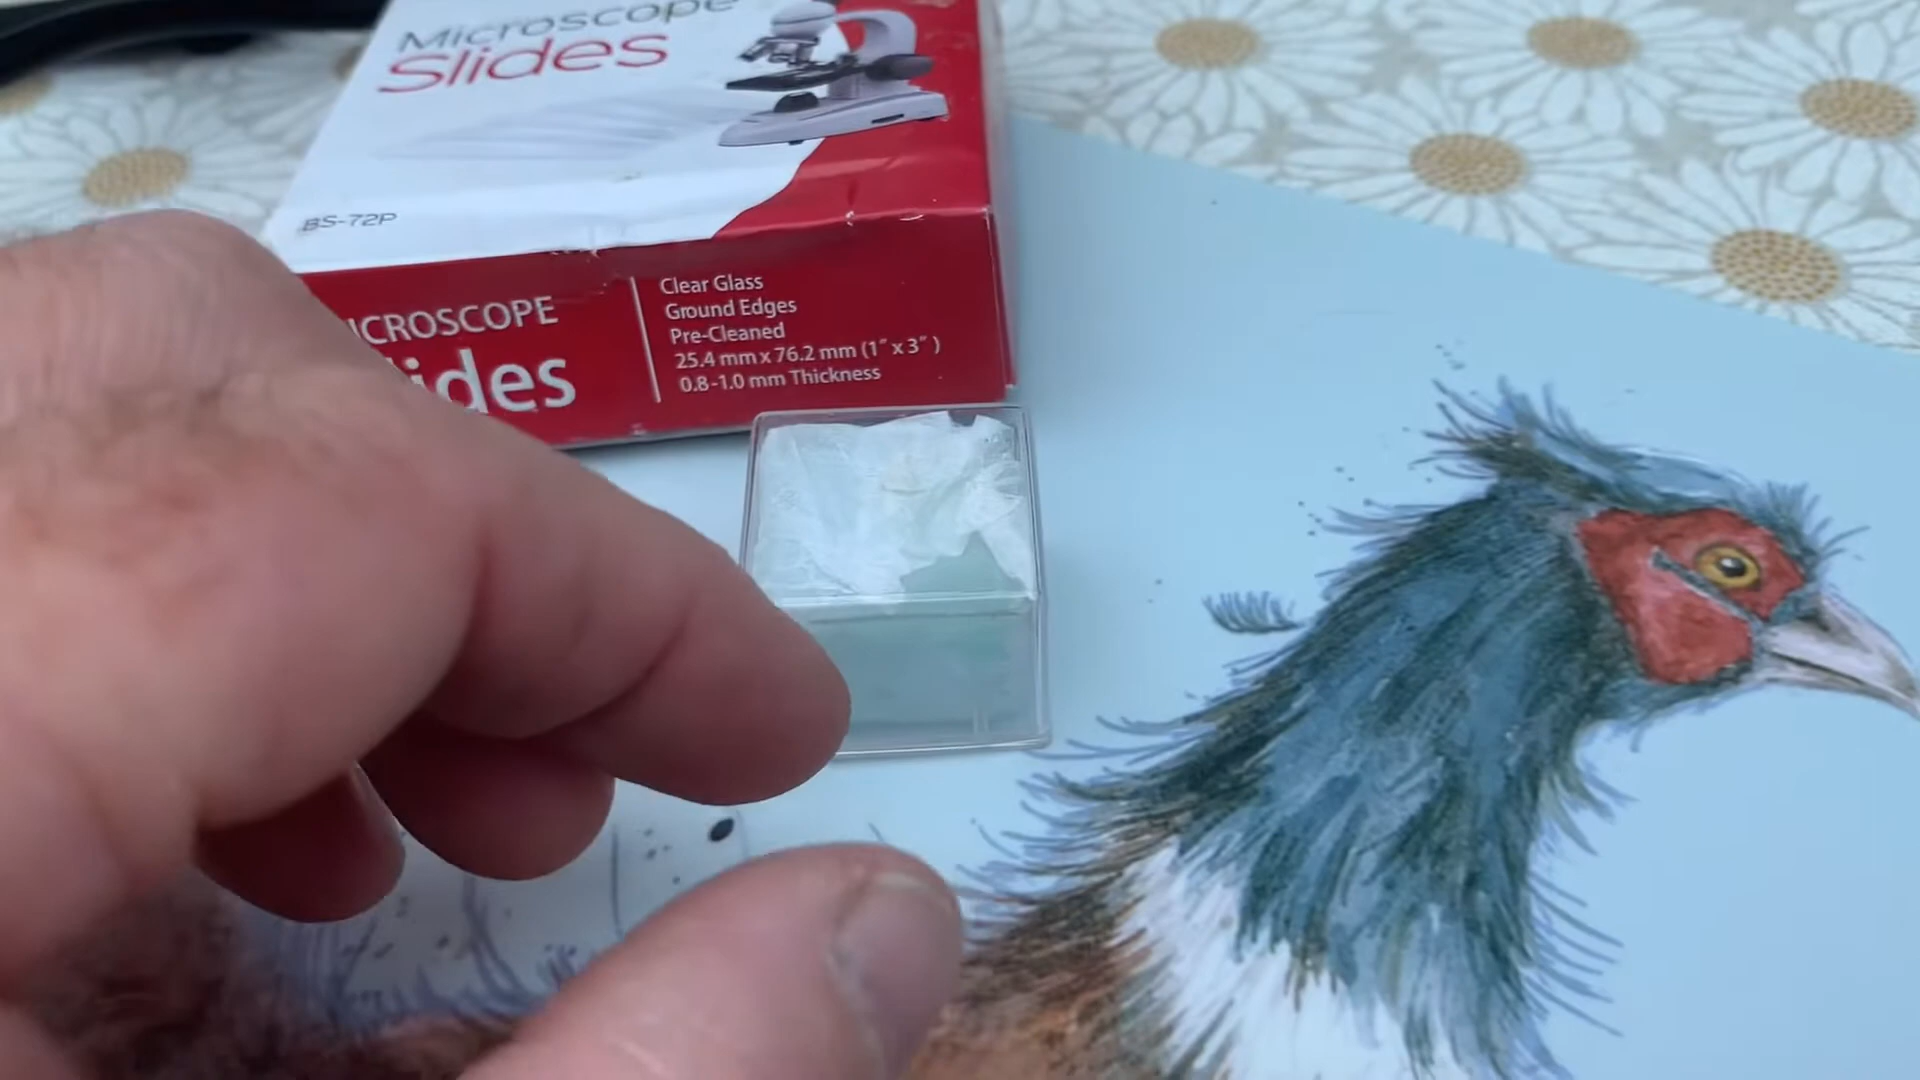 Microscope
Slides
BS-72P
ICROSCOPE
ides
Clear Glass
Ground Edges
Pre-Cleaned
25.4 mm x 76.2 mm (1" x 3" )
0.8-1.0 mm Thickness